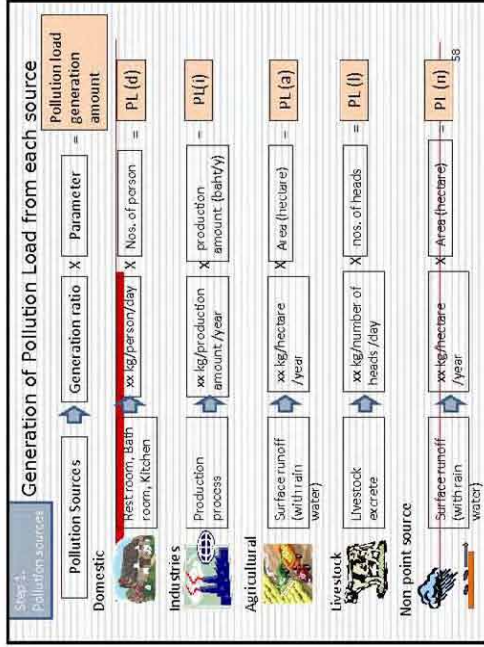 Step 1.
Pollution sources
Generation of Pollution Load from each source
Pollution Sources
Generation ratio
X
Parameter
=
Pollution load
generation
amount
Domestic
Rest room, Bath
room, Kitchen
xx kg/person/day
X
Nos. of person
=
PL (d)
Industries
Production
process
xx kg/production
amount /year
X
production
amount (baht/y)
=
PL(i)
Agricultural
Surface runoff
(with rain
water)
xx kg/hectare
/year
X
Area (hectare)
=
PL (a)
Livestock
Livestock
excrete
xx kg/number of
heads /day
X
nos. of heads
=
PL (l)
Non point source
Surface runoff
(with rain
water)
xx kg/hectare
/year
X
Area (hectare)
=
PL (n)
58